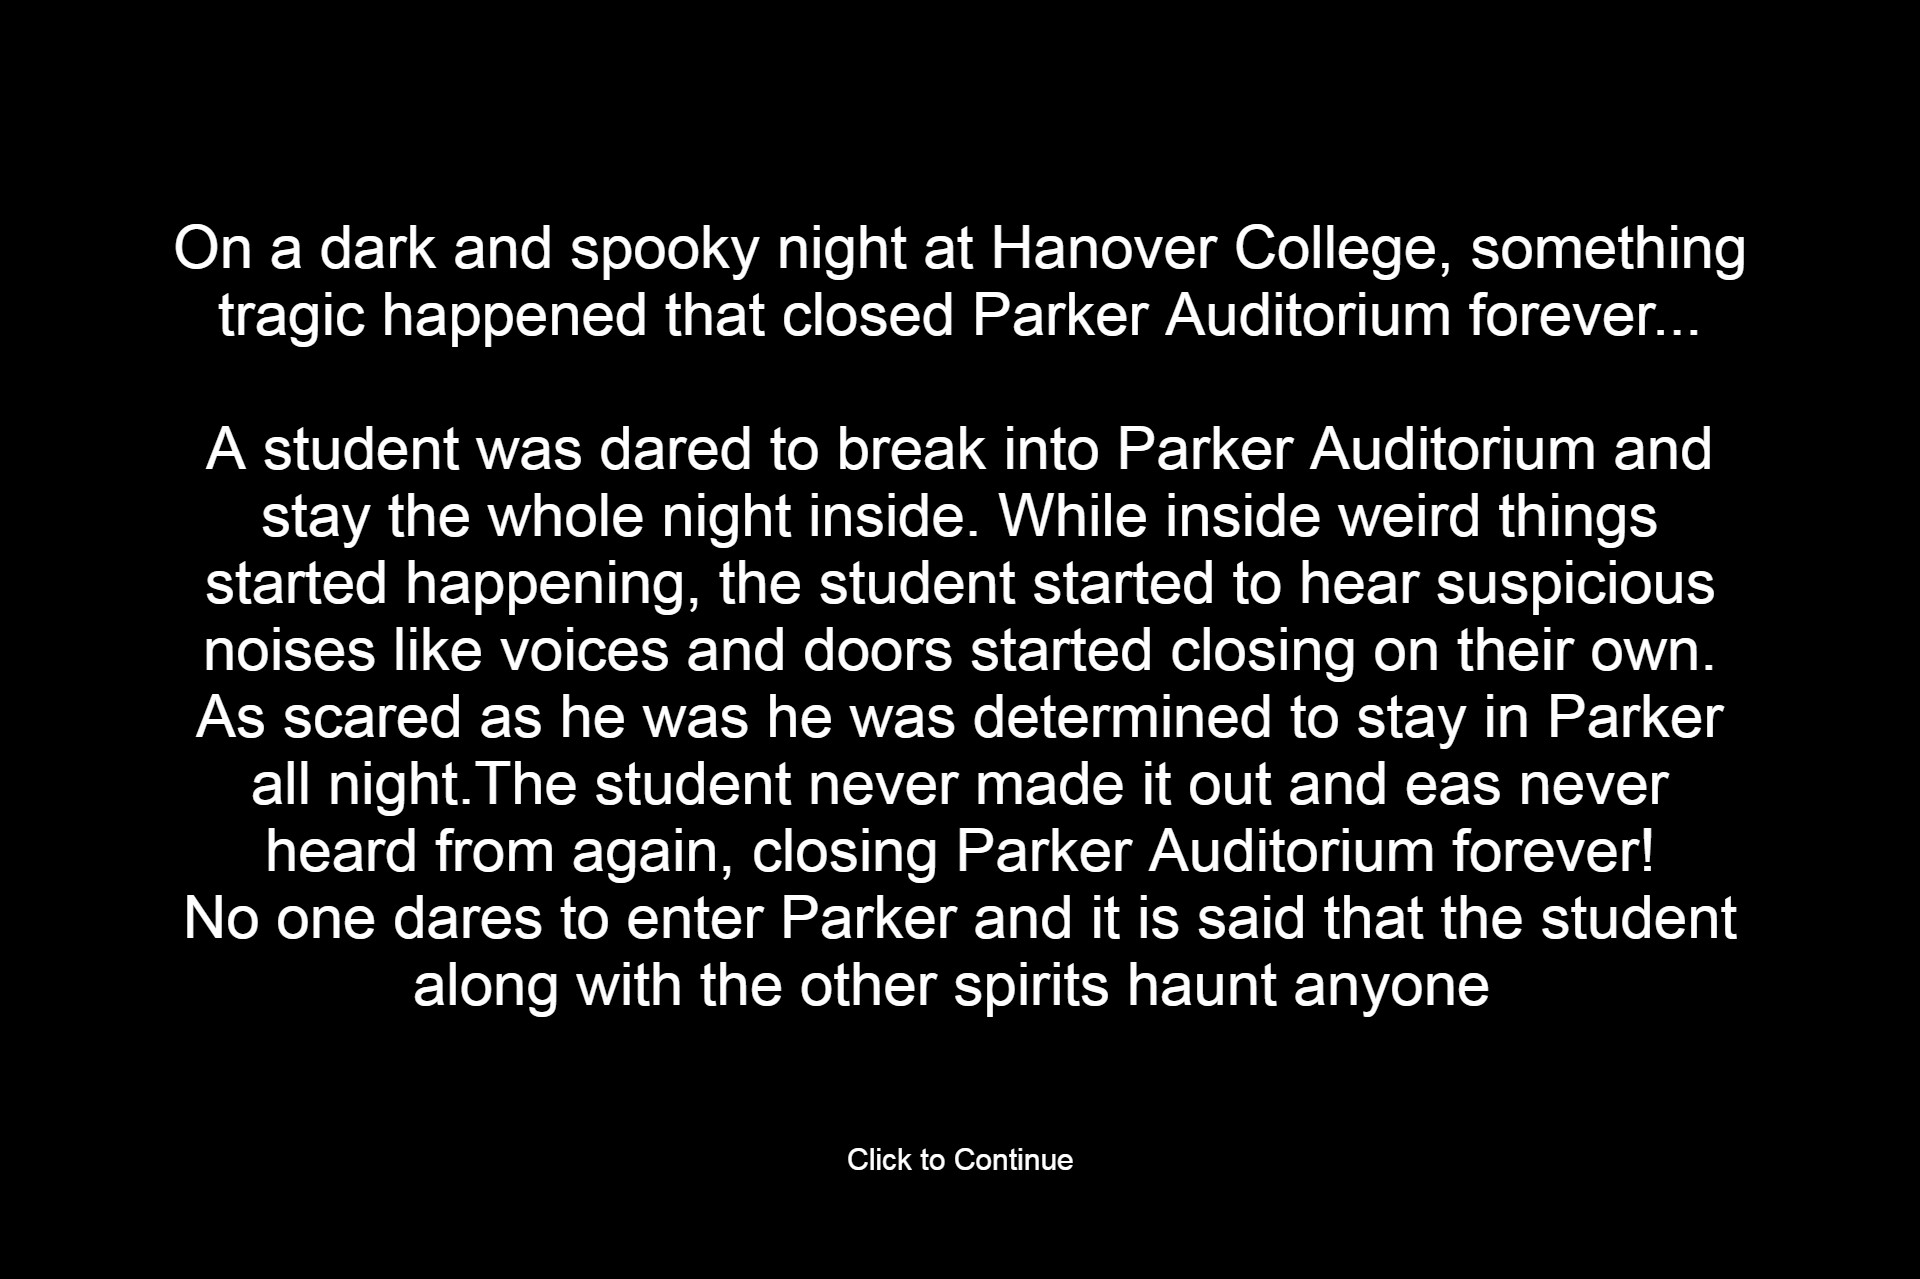 On a dark and spooky night at Hanover College, something
tragic happened that closed Parker Auditorium forever...
A student was dared to break into Parker Auditorium and
stay the whole night inside. While inside weird things
started happening, the student started to hear suspicious
noises like voices and doors started closing on their own.
As scared as he was he was determined to stay in Parker
all night.The student never made it out and eas never
heard from again, closing Parker Auditorium forever!
No one dares to enter Parker and it is said that the student
along with the other spirits haunt anyone
Click to Continue